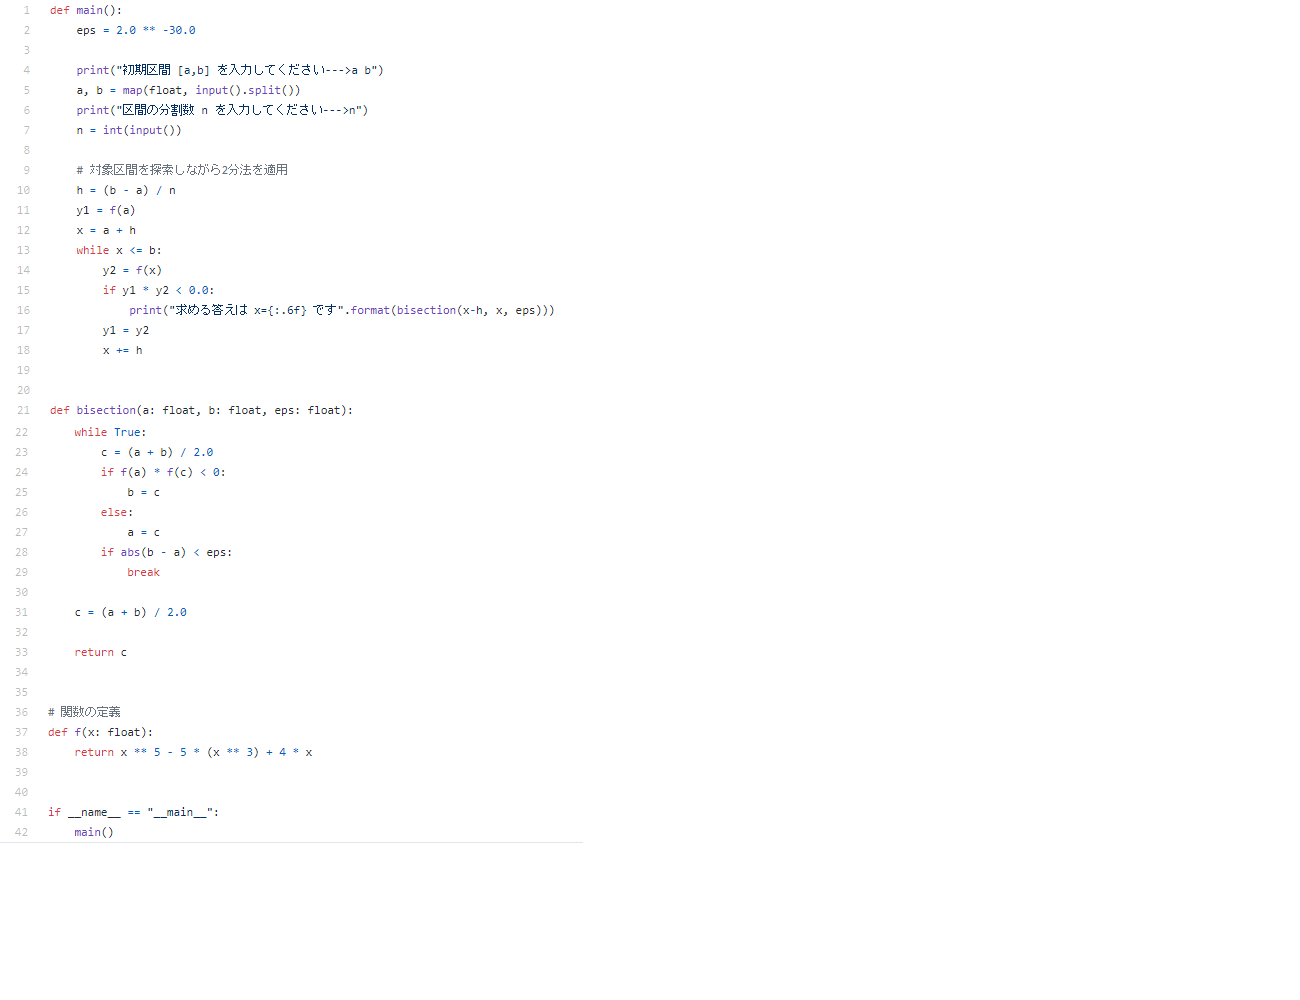 1 def main():
2 eps = 2.0 ** -30.0
3
4 print("初期区間 [a,b] を入力してください--->a b")
5 a, b = map(float, input().split())
6 print("区間の分割数 n を入力してください--->n")
7 n = int(input())
8
9 # 対象区間を探索しながら2分法を適用
10 h = (b - a) / n
11 y1 = f(a)
12 x = a + h
13 while x <= b:
14 y2 = f(x)
15 if y1 * y2 < 0.0:
16 print("求める答えは x={:.6f} です".format(bisection(x-h, x, eps)))
17 y1 = y2
18 x += h
19
20
21 def bisection(a: float, b: float, eps: float):
22 while True:
23 c = (a + b) / 2.0
24 if f(a) * f(c) < 0:
25 b = c
26 else:
27 a = c
28 if abs(b - a) < eps:
29 break
30
31 c = (a + b) / 2.0
32
33 return c
34
35
36 # 関数の定義
37 def f(x: float):
38 return x ** 5 - 5 * (x ** 3) + 4 * x
39
40
41 if __name__ == "__main__":
42 main()